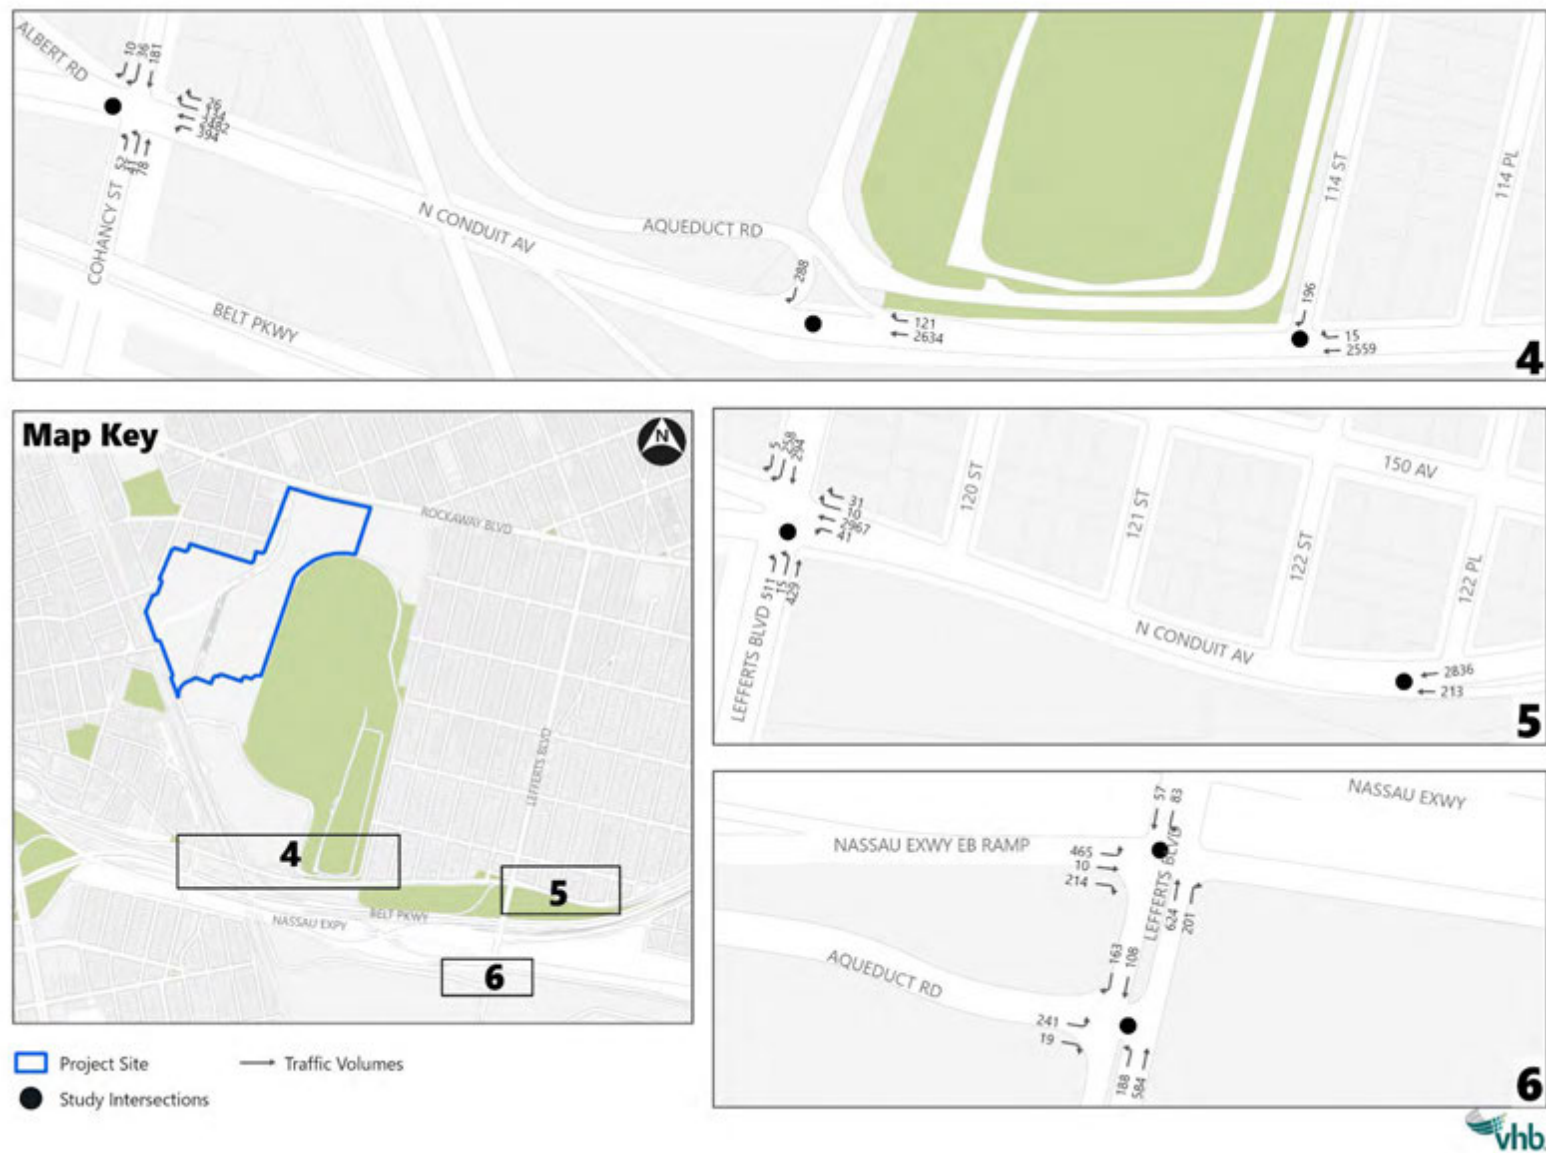 ALBERT RD
10
36
181
26
394
78
COHANCY ST
N CONDUIT AV
BELT PKWY
AQUEDUCT RD
288
121
2634
196
15
2559
114 ST
114 PL
4
Map Key
N
ROCKAWAY BLVD
LEFFERTS BLVD
4
5
6
NASSAU EXPY
BELT PKWY
5
258
294
31
41
511
15
429
LEFFERTS BLVD
120 ST
121 ST
122 ST
122 PL
150 AV
N CONDUIT AV
2836
213
5
NASSAU EXWY
NASSAU EXWY EB RAMP
57
83
465
10
214
LEFFERTS BLVD
624
201
AQUEDUCT RD
163
108
241
19
188
584
6
Project Site
Traffic Volumes
Study Intersections
vhb